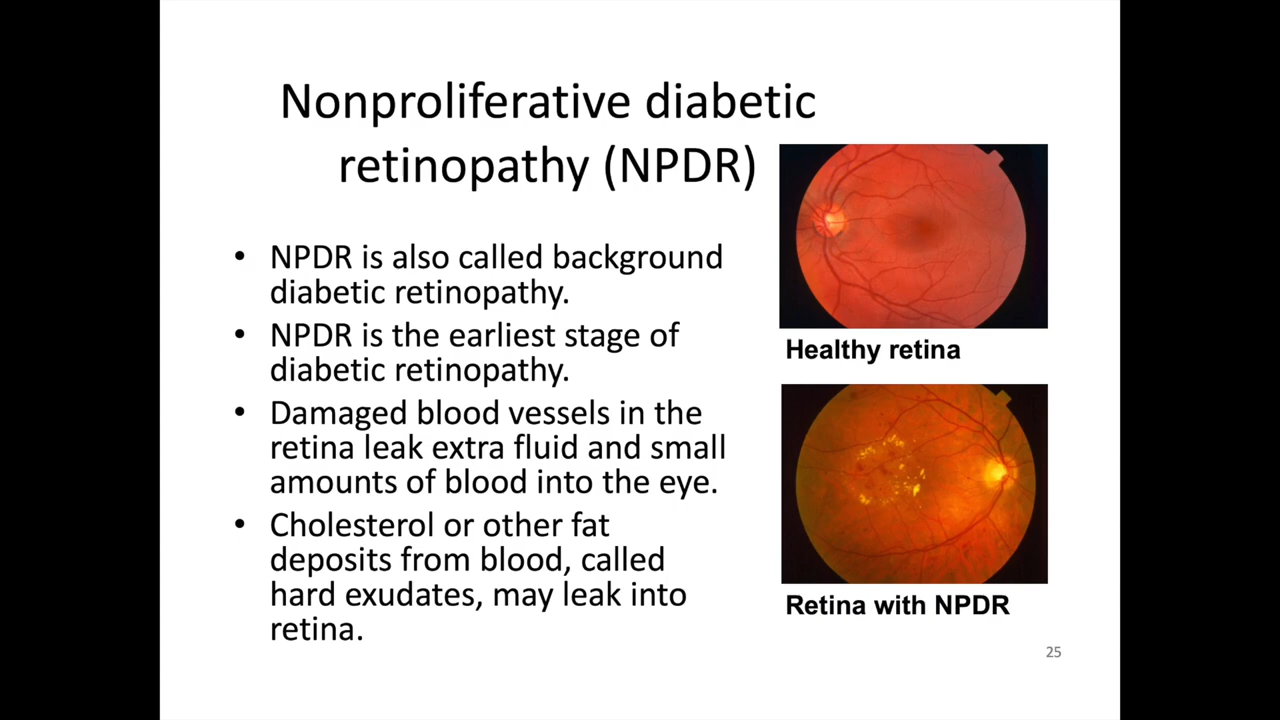 Nonproliferative diabetic
retinopathy (NPDR)
• NPDR is also called background
diabetic retinopathy.
• NPDR is the earliest stage of
diabetic retinopathy.
• Damaged blood vessels in the
retina leak extra fluid and small
amounts of blood into the eye.
• Cholesterol or other fat
deposits from blood, called
hard exudates, may leak into
retina.
Healthy retina
Retina with NPDR
25